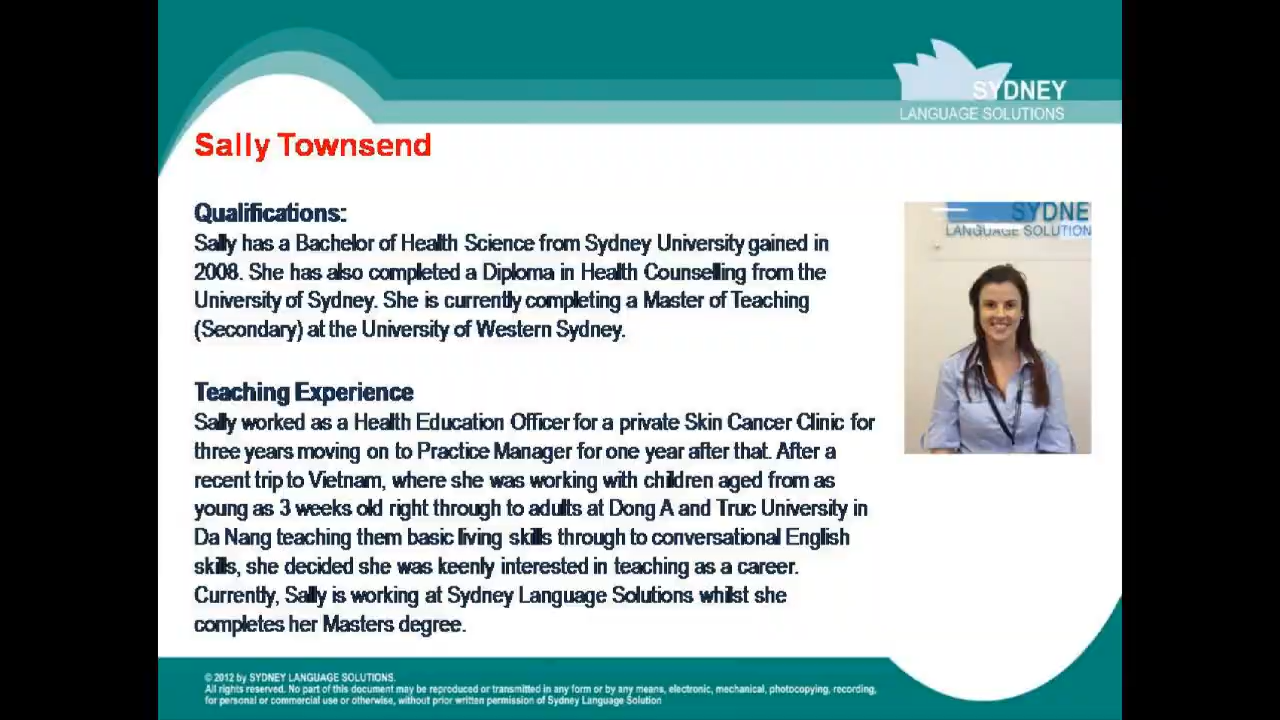 SYDNEY
LANGUAGE SOLUTIONS
Sally Townsend
Qualifications:
Sally has a Bachelor of Health Science from Sydney University gained in
2008. She has also completed a Diploma in Health Counselling from the
University of Sydney. She is currently completing a Master of Teaching
(Secondary) at the University of Western Sydney.
SYDNE
LANGUAGE SOLUTION
Teaching Experience
Sally worked as a Health Education Officer for a private Skin Cancer Clinic for
three years moving on to Practice Manager for one year after that. After a
recent trip to Vietnam, where she was working with children aged from as
young as 3 weeks old right through to adults at Dong A and Truc University in
Da Nang teaching them basic living skills through to conversational English
skills, she decided she was keenly interested in teaching as a career.
Currently, Sally is working at Sydney Language Solutions whilst she
completes her Masters degree.
© 2012 by SYDNEY LANGUAGE SOLUTIONS.
All rights reserved. No part of this document may be reproduced or transmitted in any form or by any means, electronic, mechanical, photocopying, recording,
for personal or commercial use or otherwise, without prior written permission of Sydney Language Solution